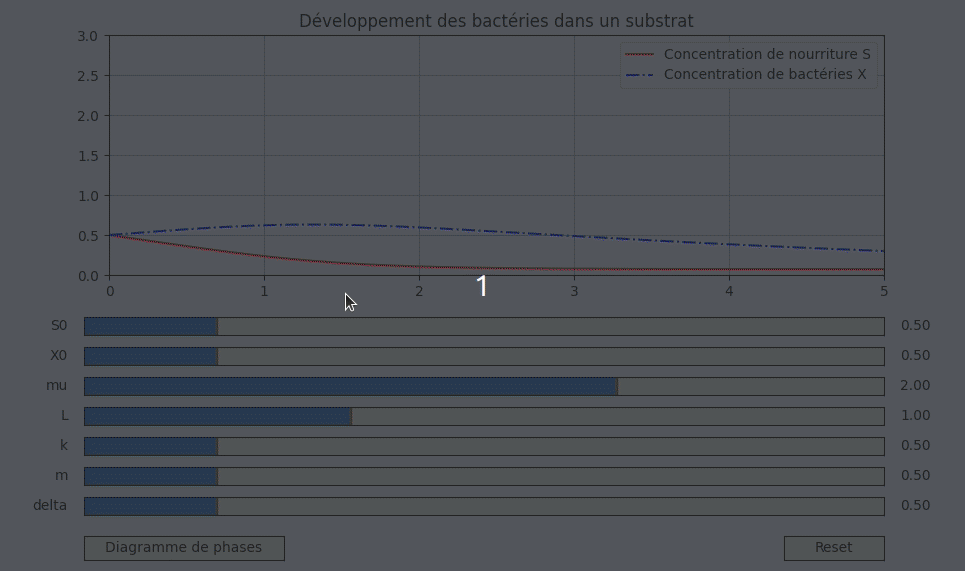 Développement des bactéries dans un substrat
3.0
2.5
2.0
1.5
1.0
0.5
0.0
Concentration de nourriture S
Concentration de bactéries X
0 1 2 3 4 5
1
S0 0.50
X0 0.50
mu 2.00
L 1.00
k 0.50
m 0.50
delta 0.50
Diagramme de phases Reset